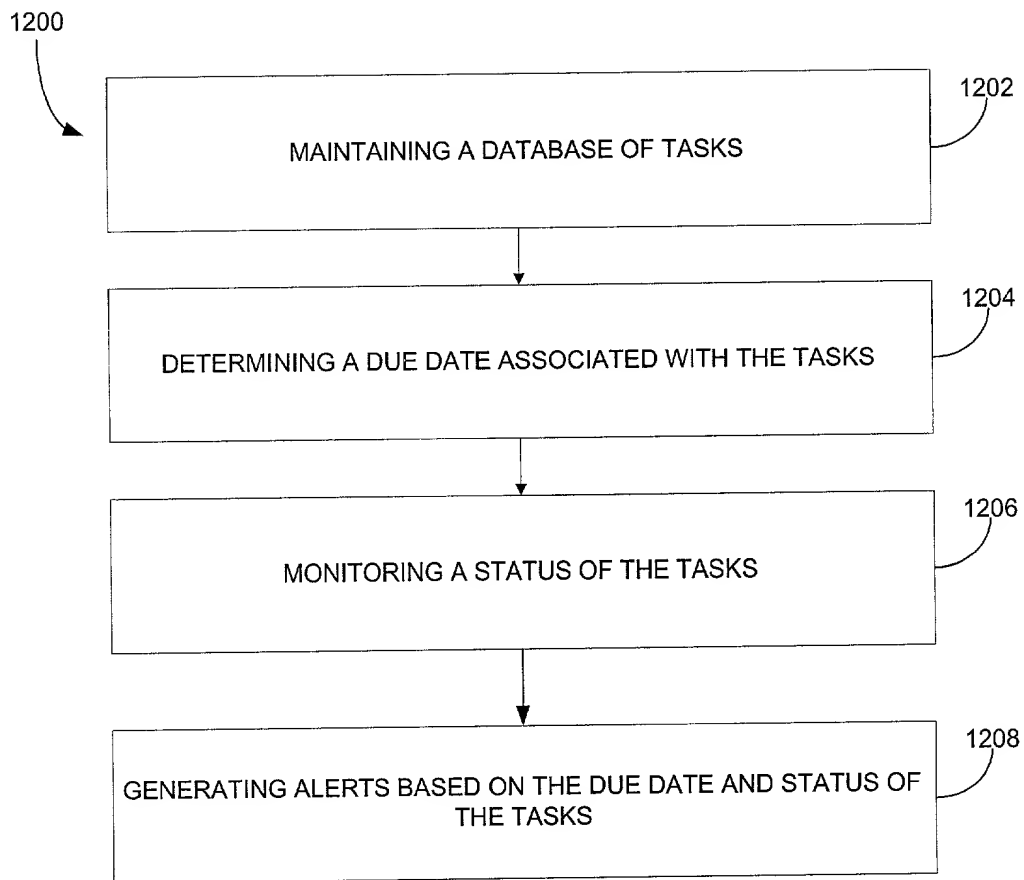 1200
1202
MAINTAINING A DATABASE OF TASKS
1204
DETERMINING A DUE DATE ASSOCIATED WITH THE TASKS
1206
MONITORING A STATUS OF THE TASKS
1208
GENERATING ALERTS BASED ON THE DUE DATE AND STATUS OF
THE TASKS